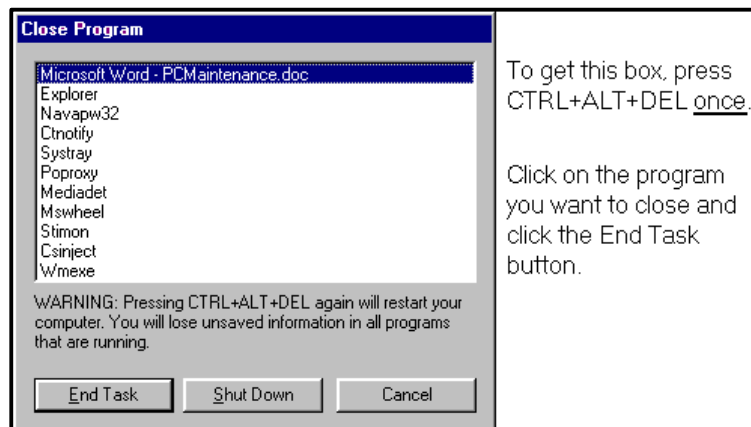 Close Program
Microsoft Word - PCMaintenance.doc
Explorer
Navapw32
Ctnotify
Systray
Poproxy
Mediadet
Mswheel
Stimon
Csinject
Wmexe
WARNING: Pressing CTRL+ALT+DEL again will restart your
computer. You will lose unsaved information in all programs
that are running.
End Task
Shut Down
Cancel
To get this box, press
CTRL+ALT+DEL once.
Click on the program
you want to close and
click the End Task
button.